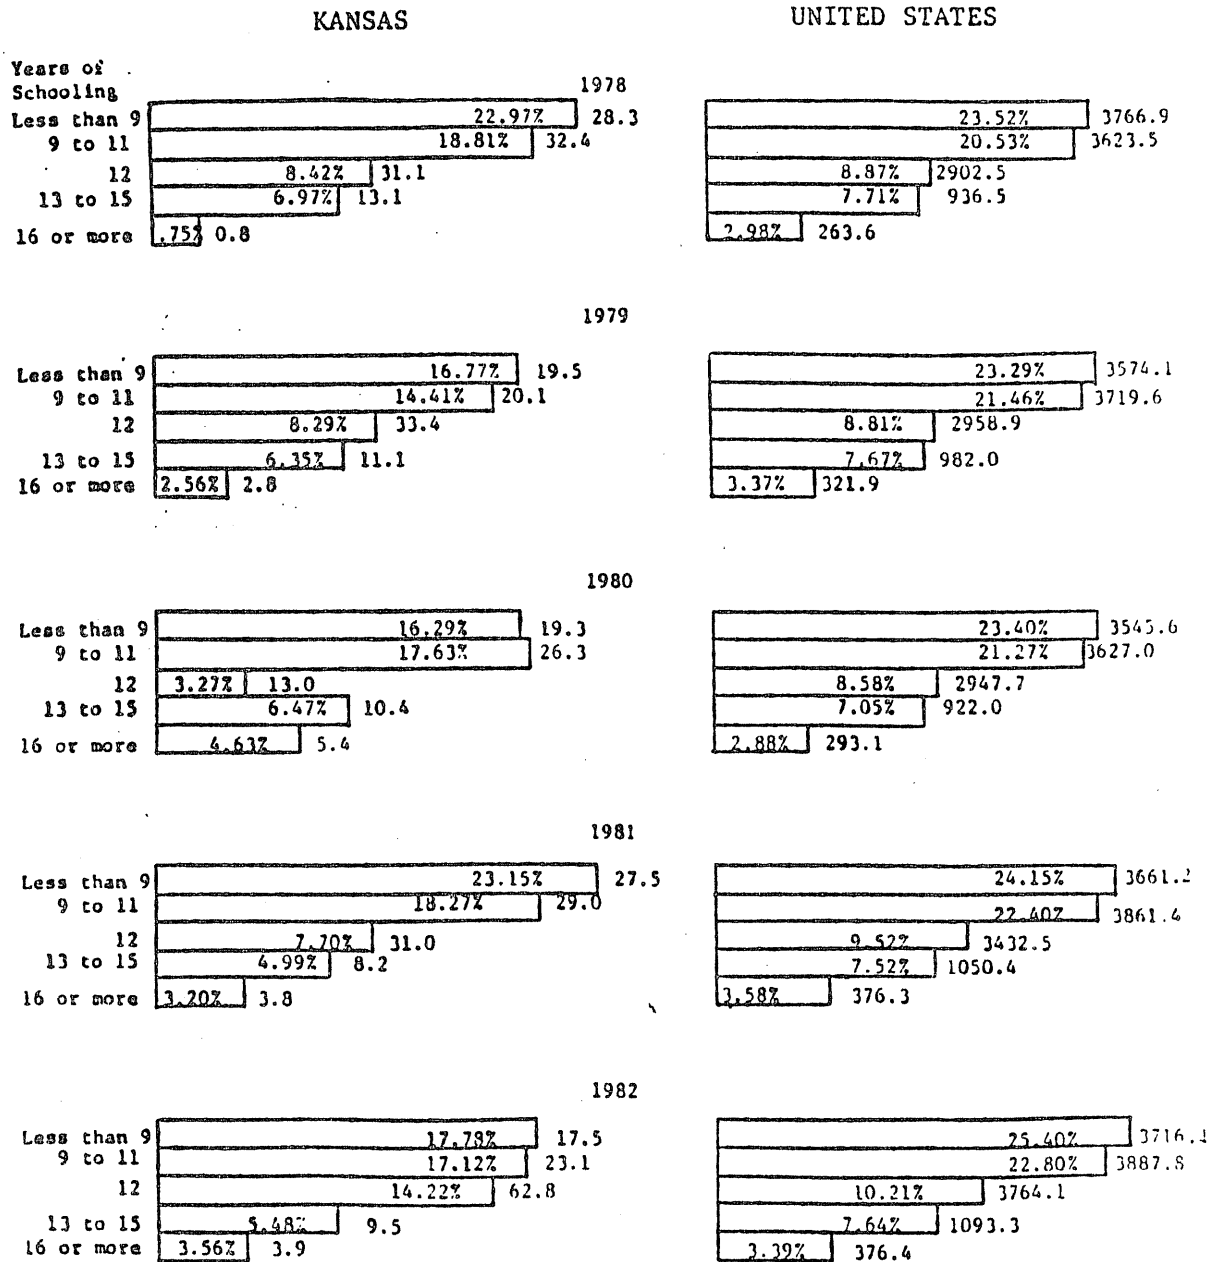 KANSAS UNITED STATES
Years of
Schooling 1978
Less than 9 22.97% 28.3 23.52% 3766.9
9 to 11 18.81% 32.4 20.53% 3623.5
12 8.42% 31.1 8.87% 2902.5
13 to 15 6.97% 13.1 7.71% 936.5
16 or more .75% 0.8 2.98% 263.6
1979
Less than 9 16.77% 19.5 23.29% 3574.1
9 to 11 14.41% 20.1 21.46% 3719.6
12 8.29% 33.4 8.81% 2958.9
13 to 15 6.35% 11.1 7.67% 982.0
16 or more 2.56% 2.8 3.37% 321.9
1980
Less than 9 16.29% 19.3 23.40% 3545.6
9 to 11 17.63% 26.3 21.27% 3627.0
12 3.27% 13.0 8.58% 2947.7
13 to 15 6.47% 10.4 7.05% 922.0
16 or more 4.63% 5.4 2.88% 293.1
1981
Less than 9 23.15% 27.5 24.15% 3661.2
9 to 11 18.27% 29.0 22.40% 3861.4
12 7.70% 31.0 9.52% 3432.5
13 to 15 4.99% 8.2 7.52% 1050.4
16 or more 3.20% 3.8 3.58% 376.3
1982
Less than 9 17.78% 17.5 25.40% 3716.1
9 to 11 17.12% 23.1 22.80% 3887.8
12 14.22% 62.8 10.21% 3764.1
13 to 15 5.48% 9.5 7.64% 1093.3
16 or more 3.56% 3.9 3.39% 376.4